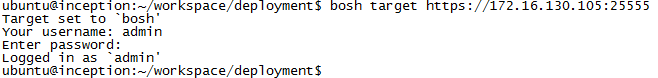 ubuntu@inception:~/workspace/deployment$ bosh target https://172.16.130.105:25555
Target set to `bosh'
Your username: admin
Enter password:
Logged in as `admin'
ubuntu@inception:~/workspace/deployment$